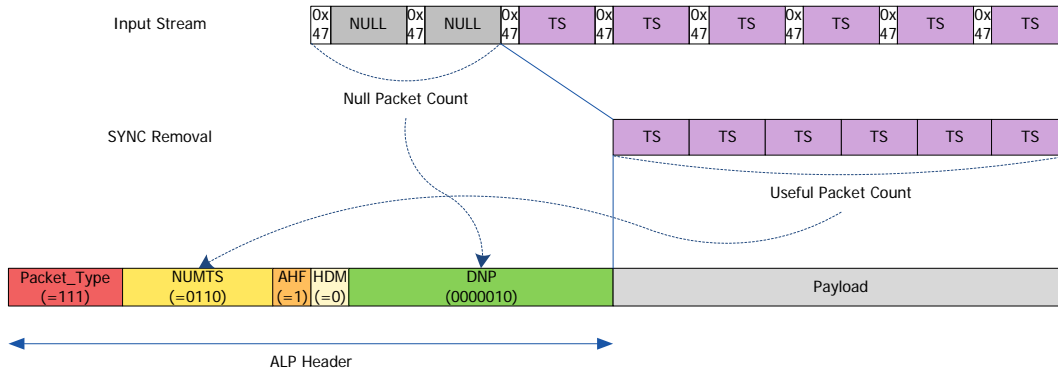 Input Stream
0x
47
NULL
0x
47
NULL
0x
47
TS
0x
47
TS
0x
47
TS
0x
47
TS
0x
47
TS
0x
47
TS
Null Packet Count
SYNC Removal
TS
TS
TS
TS
TS
TS
Useful Packet Count
Packet_Type
(=111)
NUMTS
(=0110)
AHF
(=1)
HDM
(=0)
DNP
(0000010)
Payload
ALP Header